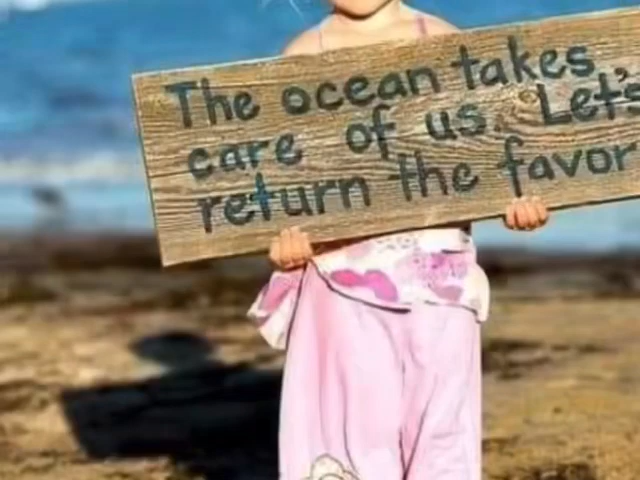 The ocean takes
care of us. Let's
return the favor